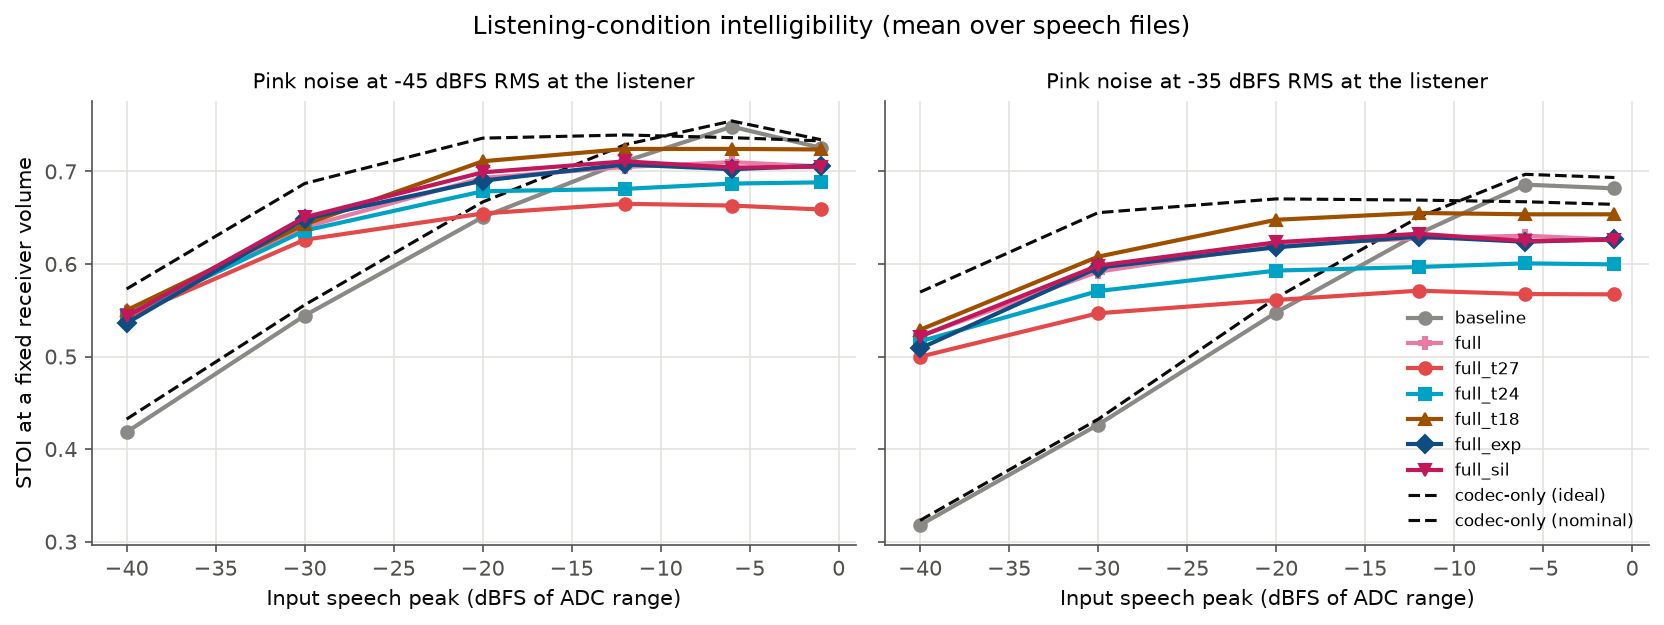 Listening-condition intelligibility (mean over speech files)
Pink noise at -45 dBFS RMS at the listener
Pink noise at -35 dBFS RMS at the listener
STOI at a fixed receiver volume
0.7
0.6
0.5
0.4
0.3
−40 −35 −30 −25 −20 −15 −10 −5 0
−40 −35 −30 −25 −20 −15 −10 −5 0
Input speech peak (dBFS of ADC range)
Input speech peak (dBFS of ADC range)
baseline
full
full_t27
full_t24
full_t18
full_exp
full_sil
codec-only (ideal)
codec-only (nominal)